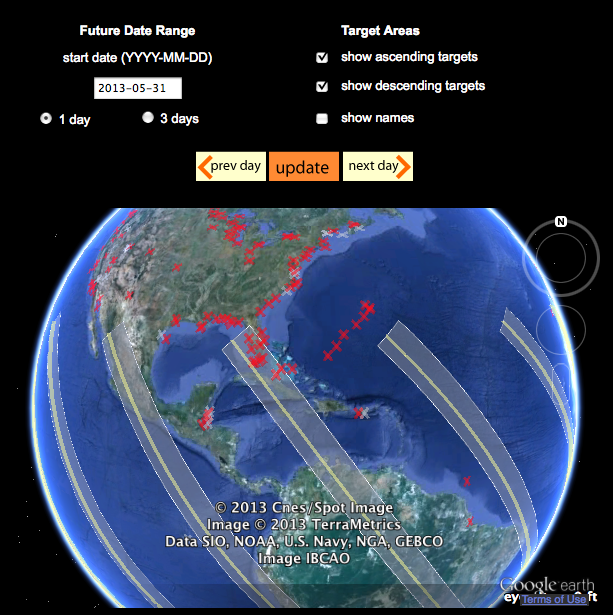 Future Date Range
Target Areas
start date (YYYY-MM-DD)
show ascending targets
2013-05-31
show descending targets
1 day
3 days
show names
prev day
update
next day
N
© 2013 Cnes/Spot Image
Image © 2013 TerraMetrics
Data SIO, NOAA, U.S. Navy, NGA, GEBCO
Image IBCAO
Google earth
Terms of Use